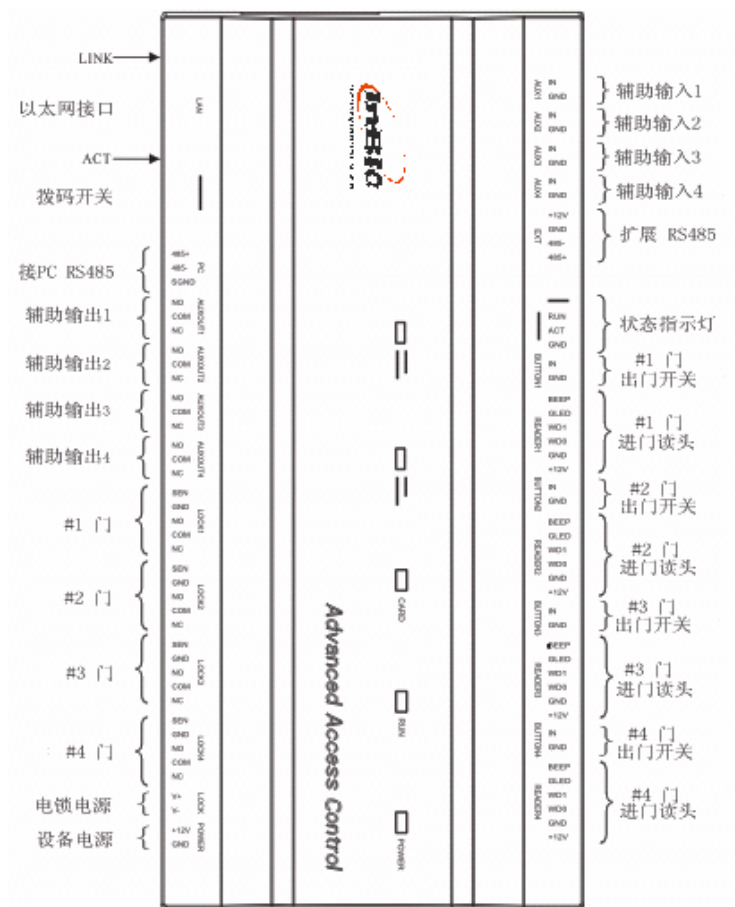 LINK
以太网接口
ACT
拨码开关
接PC RS485
辅助输出1
辅助输出2
辅助输出3
辅助输出4
#1 门
#2 门
#3 门
#4 门
电锁电源
设备电源
LAN
485+
485-
SGND
PC
NO
COM
NC
AUXOUT1
NO
COM
NC
AUXOUT2
NO
COM
NC
AUXOUT3
NO
COM
NC
AUXOUT4
SEN
GND
NO
COM
NC
LOCK1
SEN
GND
NO
COM
NC
LOCK2
SEN
GND
NO
COM
NC
LOCK3
SEN
GND
NO
COM
NC
LOCK4
V+
V-
LOCK
+12V
GND
POWER
inBIO
CARD
RUN
POWER
Advanced Access Control
AUX1
IN
GND
AUX2
IN
GND
AUX3
IN
GND
AUX4
IN
GND
EXT
+12V
GND
485-
485+
RUN
ACT
GND
BUTTON1
IN
GND
READER1
BEEP
GLED
WD1
WD0
GND
+12V
BUTTON2
IN
GND
READER2
BEEP
GLED
WD1
WD0
GND
+12V
BUTTON3
IN
GND
READER3
BEEP
GLED
WD1
WD0
GND
+12V
BUTTON4
IN
GND
READER4
BEEP
GLED
WD1
WD0
GND
+12V
辅助输入1
辅助输入2
辅助输入3
辅助输入4
扩展 RS485
状态指示灯
#1 门
出门开关
#1 门
进门读头
#2 门
出门开关
#2 门
进门读头
#3 门
出门开关
#3 门
进门读头
#4 门
出门开关
#4 门
进门读头